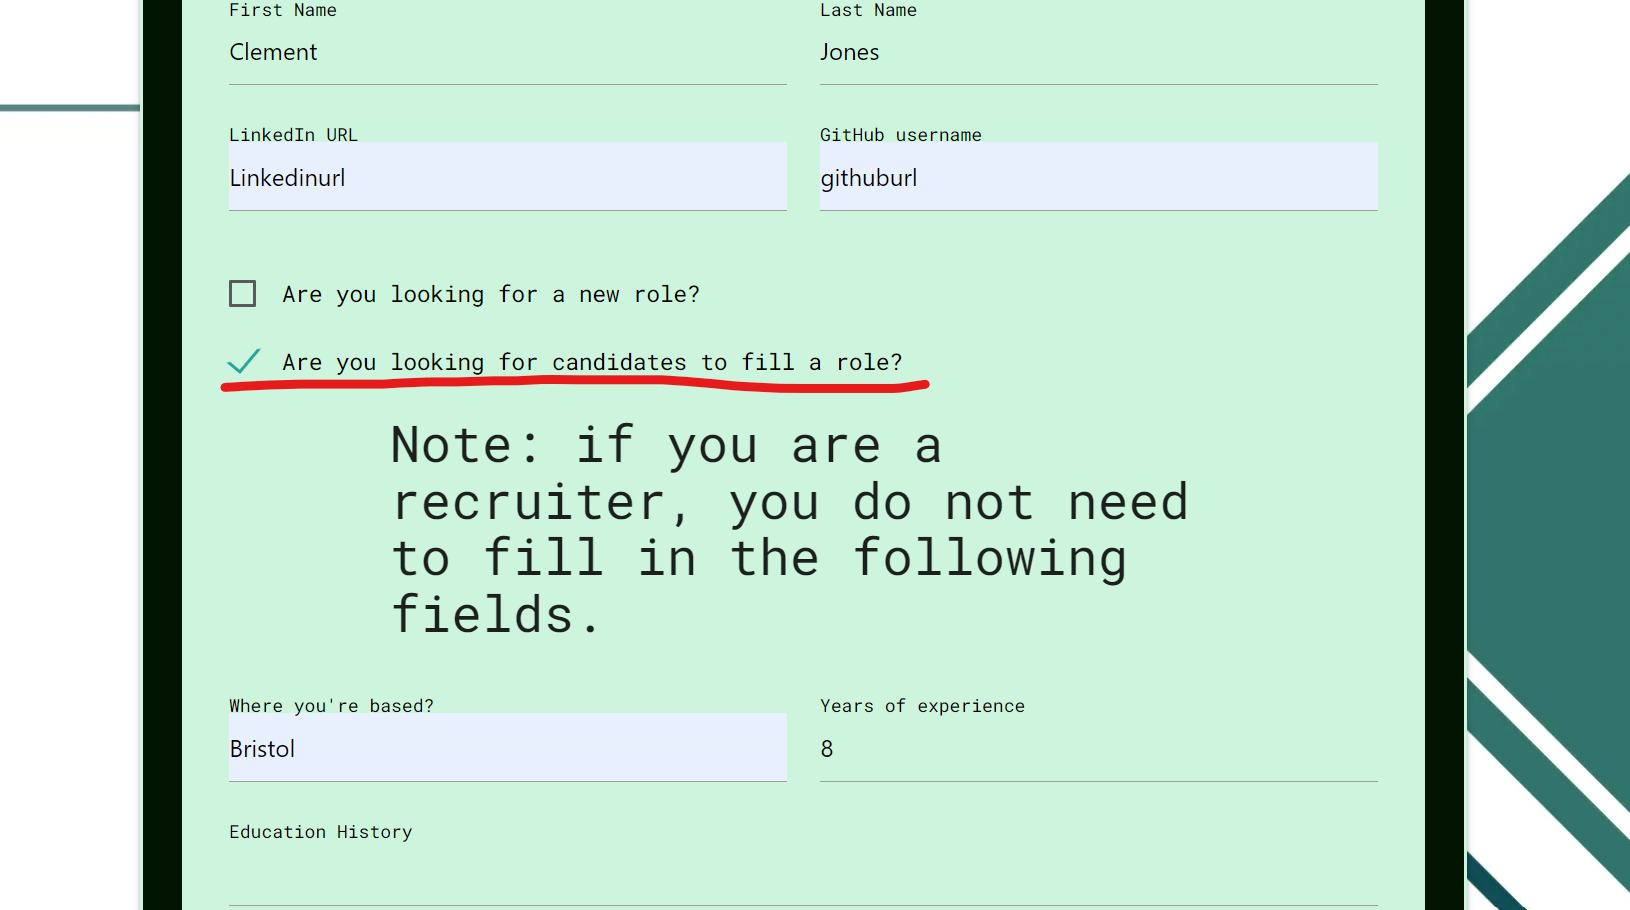 First Name
Last Name
Clement
Jones
LinkedIn URL
GitHub username
Linkedinurl
githuburl
Are you looking for a new role?
Are you looking for candidates to fill a role?
Note: if you are a
recruiter, you do not need
to fill in the following
fields.
Where you're based?
Years of experience
Bristol
8
Education History